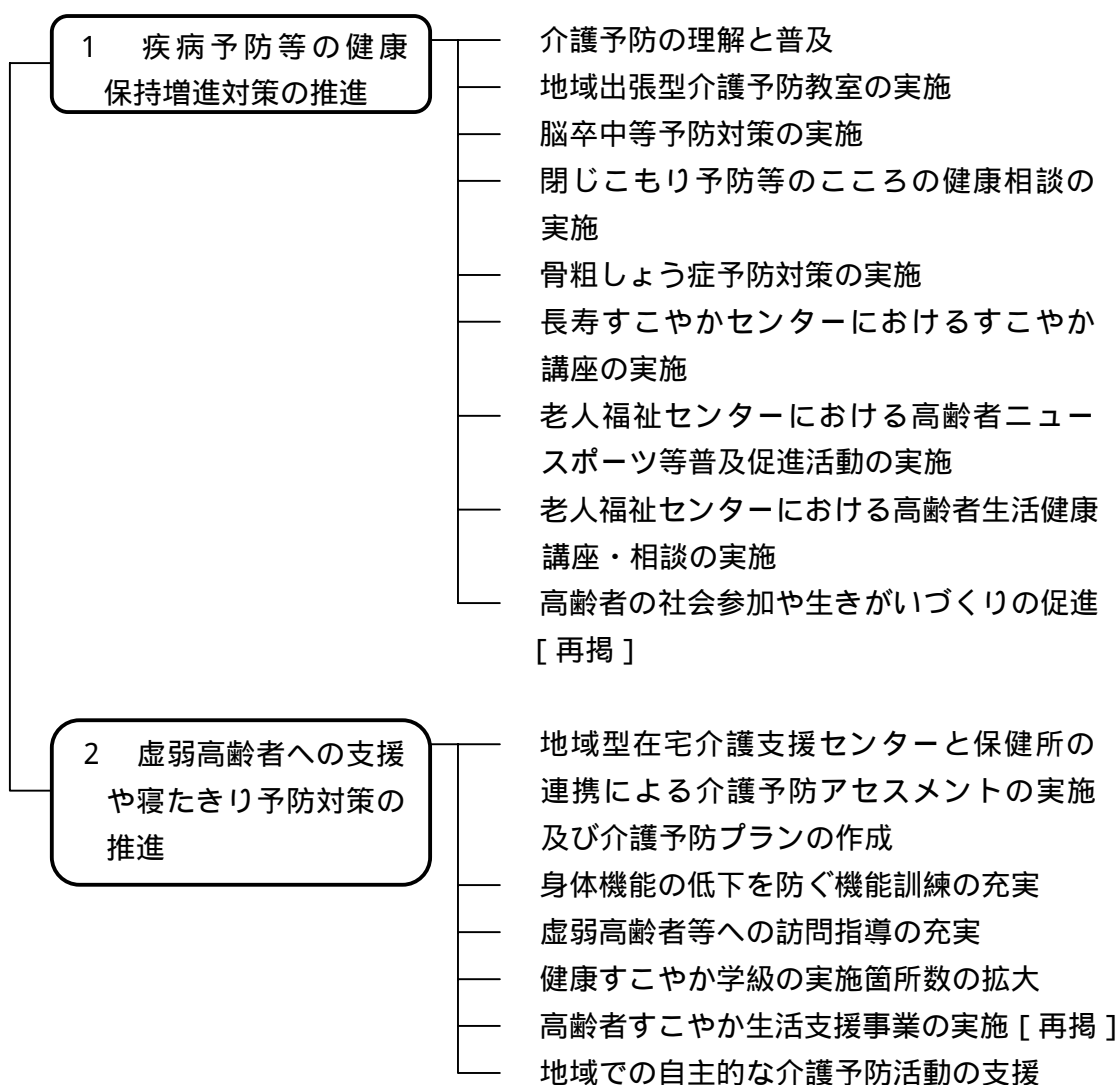 1 疾病予防等の健康
保持増進対策の推進
介護予防の理解と普及
地域出張型介護予防教室の実施
脳卒中等予防対策の実施
閉じこもり予防等のこころの健康相談の
実施
骨粗しょう症予防対策の実施
長寿すこやかセンターにおけるすこやか
講座の実施
老人福祉センターにおける高齢者ニュー
スポーツ等普及促進活動の実施
老人福祉センターにおける高齢者生活健康
講座・相談の実施
高齢者の社会参加や生きがいづくりの促進
[再掲]
2 虚弱高齢者への支援
や寝たきり予防対策の
推進
地域型在宅介護支援センターと保健所の
連携による介護予防アセスメントの実施
及び介護予防プランの作成
身体機能の低下を防ぐ機能訓練の充実
虚弱高齢者等への訪問指導の充実
健康すこやか学級の実施箇所数の拡大
高齢者すこやか生活支援事業の実施[再掲]
地域での自主的な介護予防活動の支援